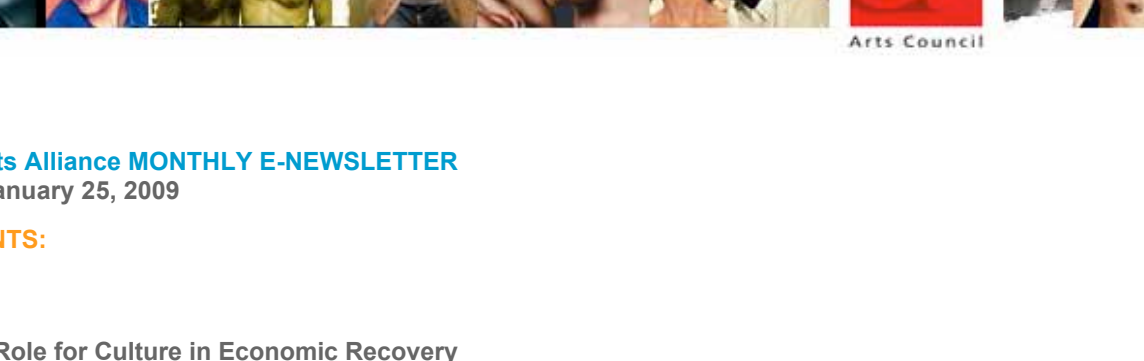 Arts Council
ts Alliance MONTHLY E-NEWSLETTER
anuary 25, 2009
NTS:
Role for Culture in Economic Recovery